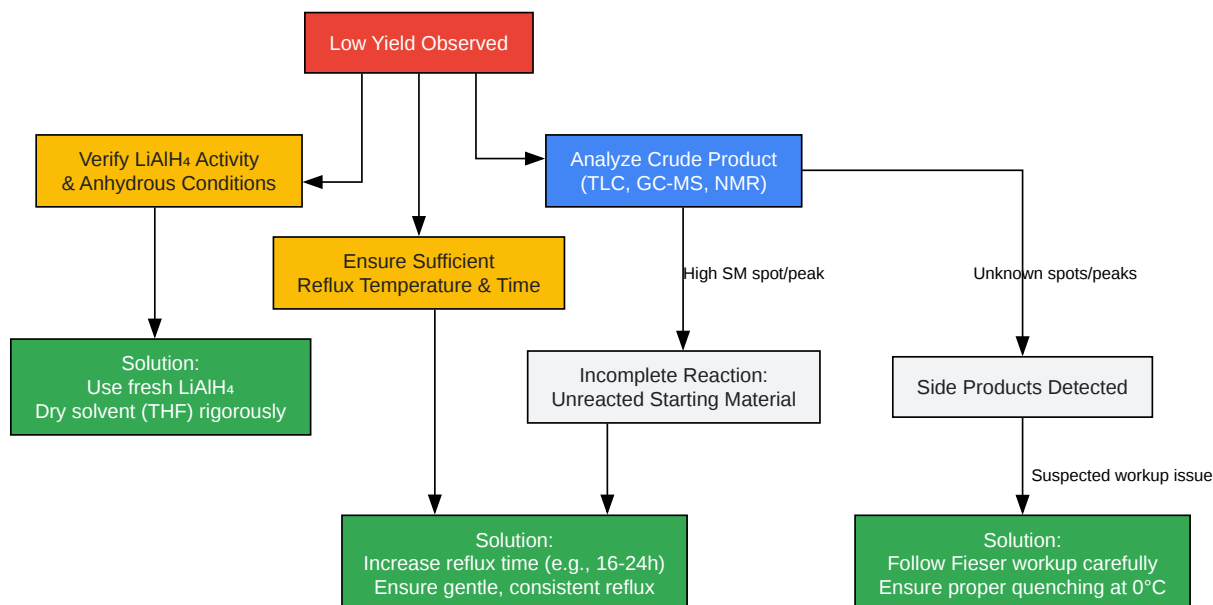 Low Yield Observed
Verify LiAlH₄ Activity
& Anhydrous Conditions
Analyze Crude Product
(TLC, GC-MS, NMR)
Ensure Sufficient
Reflux Temperature & Time
High SM spot/peak
Unknown spots/peaks
Solution:
Use fresh LiAlH₄
Dry solvent (THF) rigorously
Incomplete Reaction:
Unreacted Starting Material
Side Products Detected
Suspected workup issue
Solution:
Increase reflux time (e.g., 16-24h)
Ensure gentle, consistent reflux
Solution:
Follow Fieser workup carefully
Ensure proper quenching at 0°C